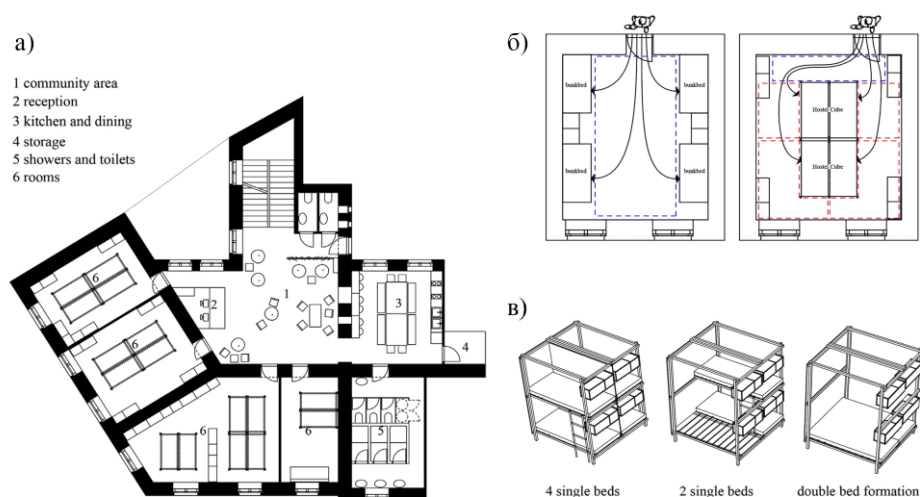 а)
1 community area
2 reception
3 kitchen and dining
4 storage
5 showers and toilets
6 rooms
6
6
2
1
3
4
6
6
5
б)
bunkbed
bunkbed
bunkbed
bunkbed
Hostel Cube
Hostel Cube
в)
4 single beds
2 single beds
double bed formation